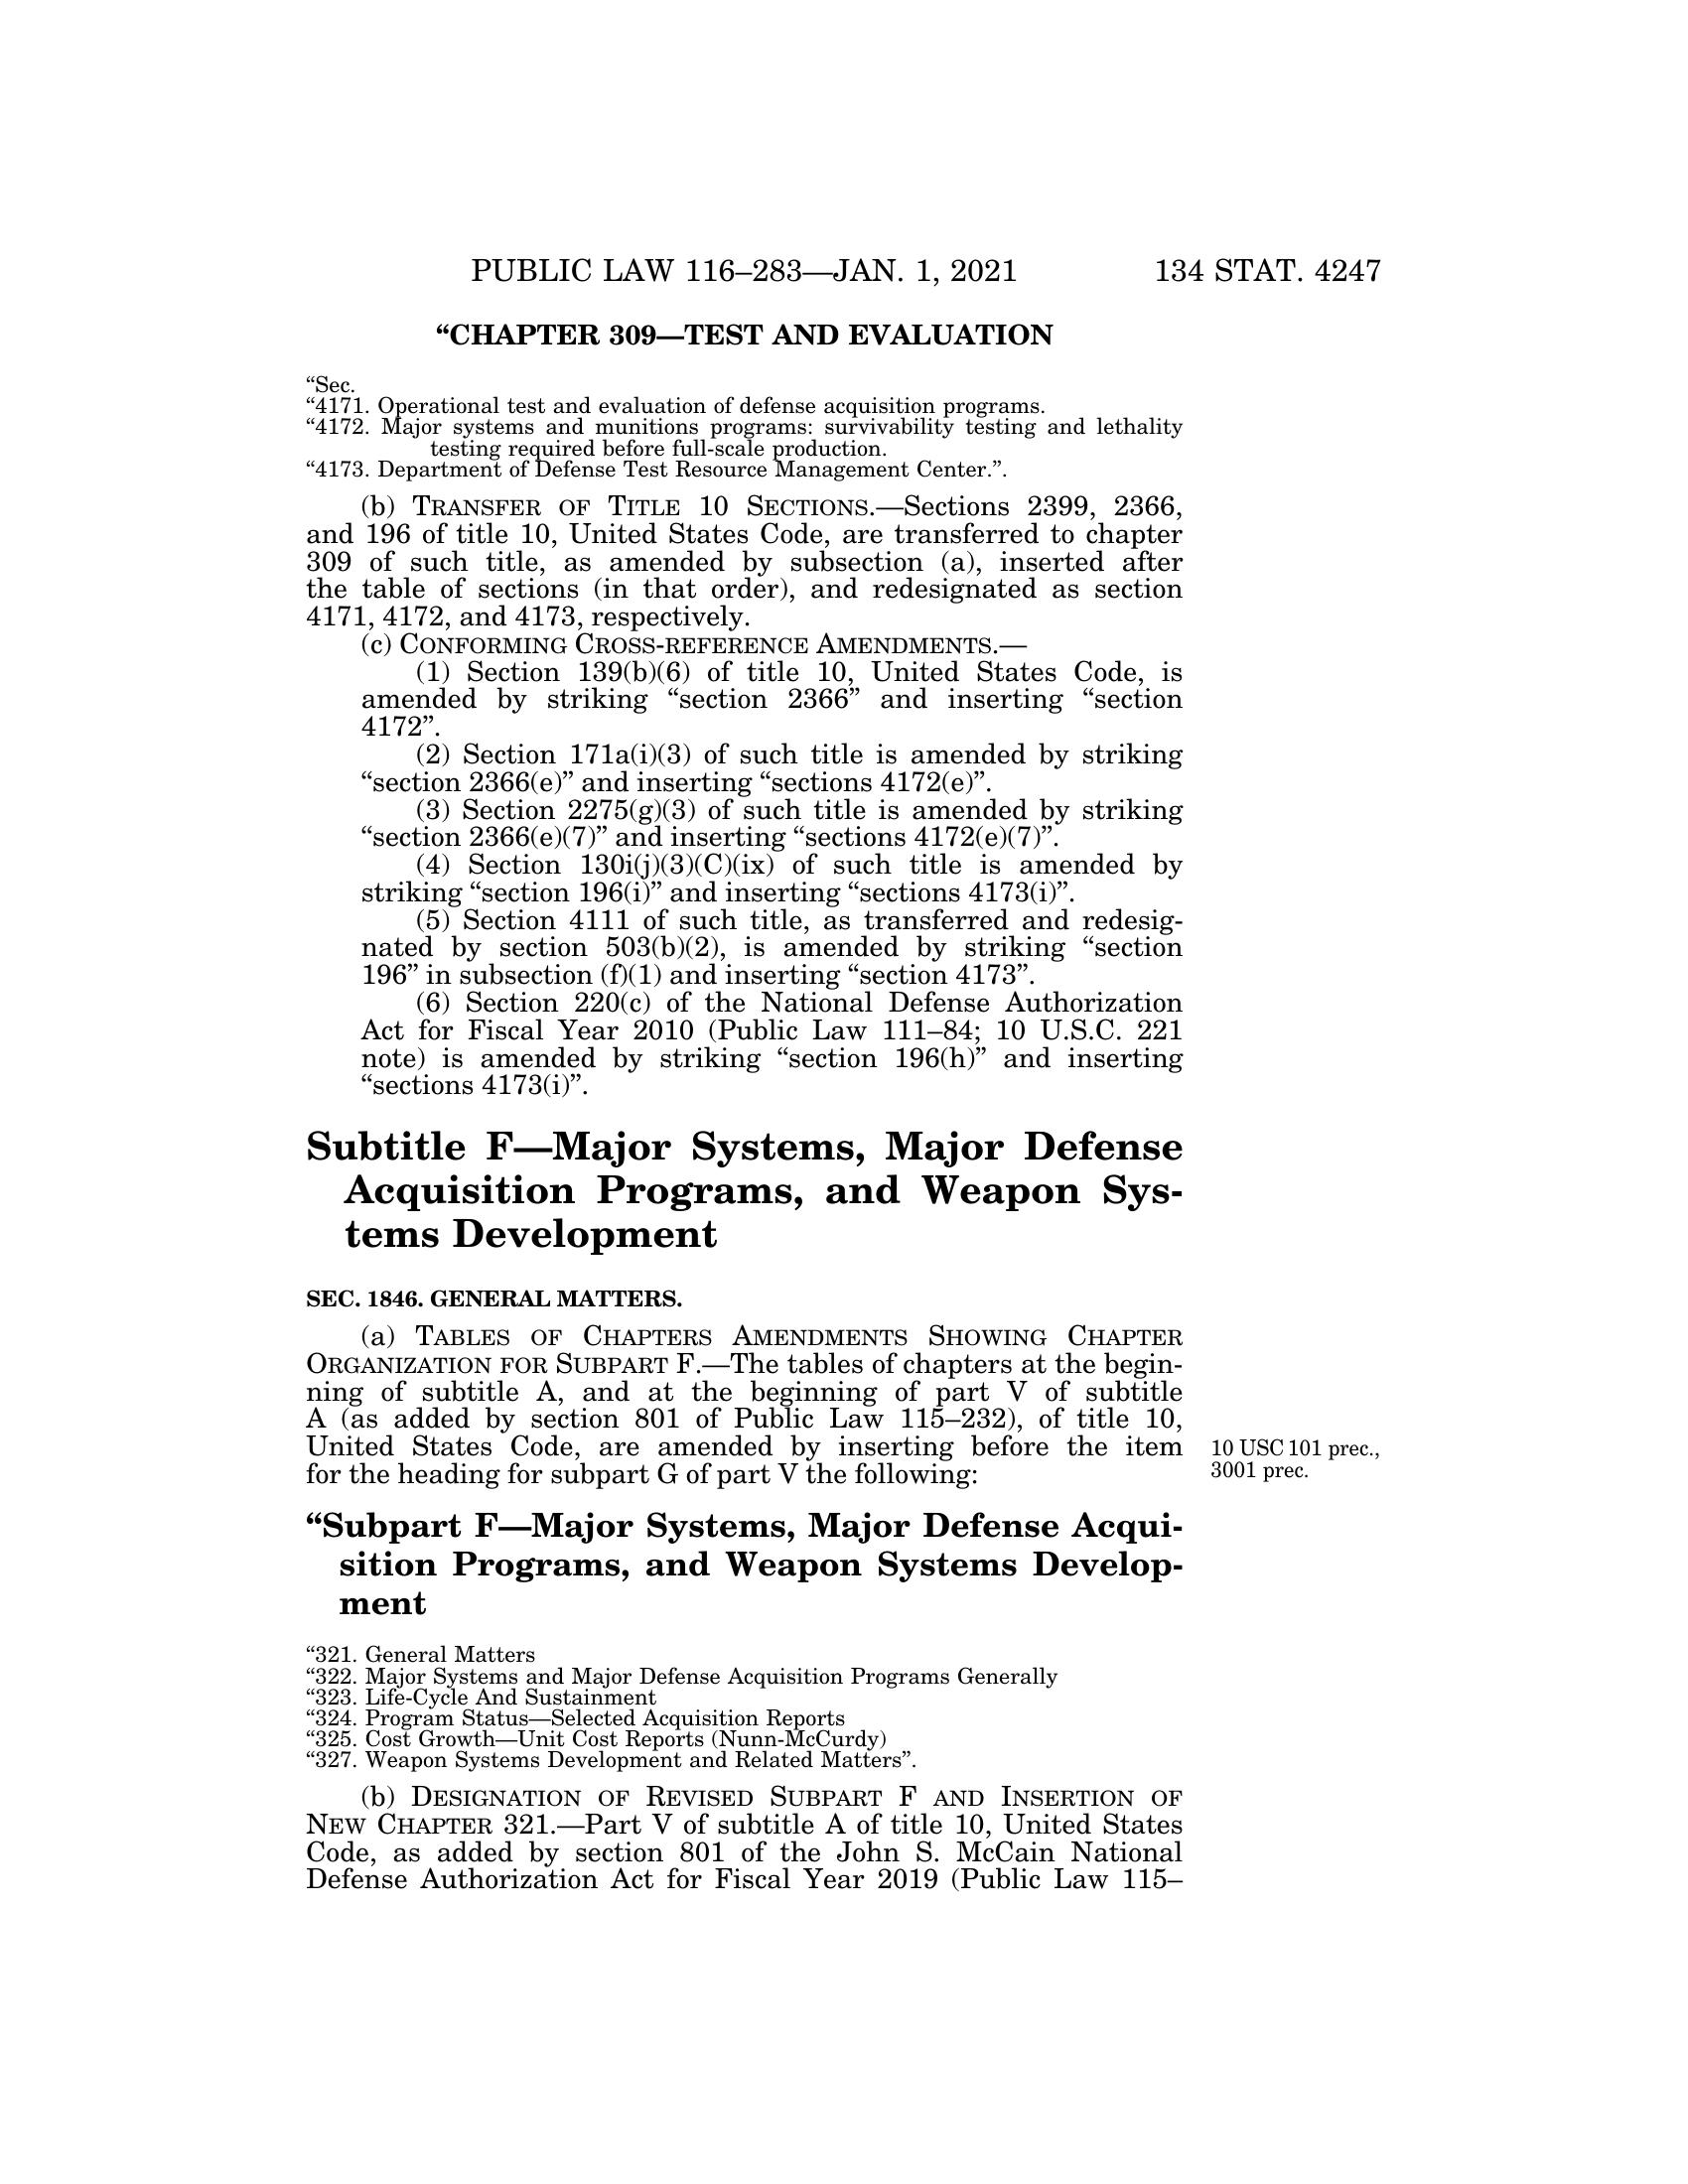 PUBLIC LAW 116–283—JAN. 1, 2021 134 STAT. 4247
“CHAPTER 309—TEST AND EVALUATION
“Sec.
“4171. Operational test and evaluation of defense acquisition programs.
“4172. Major systems and munitions programs: survivability testing and lethality
testing required before full-scale production.
“4173. Department of Defense Test Resource Management Center.”.
(b) TRANSFER OF TITLE 10 SECTIONS.—Sections 2399, 2366,
and 196 of title 10, United States Code, are transferred to chapter
309 of such title, as amended by subsection (a), inserted after
the table of sections (in that order), and redesignated as section
4171, 4172, and 4173, respectively.
(c) CONFORMING CROSS-REFERENCE AMENDMENTS.—
(1) Section 139(b)(6) of title 10, United States Code, is
amended by striking “section 2366” and inserting “section
4172”.
(2) Section 171a(i)(3) of such title is amended by striking
“section 2366(e)” and inserting “sections 4172(e)”.
(3) Section 2275(g)(3) of such title is amended by striking
“section 2366(e)(7)” and inserting “sections 4172(e)(7)”.
(4) Section 130i(j)(3)(C)(ix) of such title is amended by
striking “section 196(i)” and inserting “sections 4173(i)”.
(5) Section 4111 of such title, as transferred and redesig-
nated by section 503(b)(2), is amended by striking “section
196” in subsection (f)(1) and inserting “section 4173”.
(6) Section 220(c) of the National Defense Authorization
Act for Fiscal Year 2010 (Public Law 111–84; 10 U.S.C. 221
note) is amended by striking “section 196(h)” and inserting
“sections 4173(i)”.
Subtitle F—Major Systems, Major Defense
Acquisition Programs, and Weapon Sys-
tems Development
SEC. 1846. GENERAL MATTERS.
(a) TABLES OF CHAPTERS AMENDMENTS SHOWING CHAPTER
ORGANIZATION FOR SUBPART F.—The tables of chapters at the begin-
ning of subtitle A, and at the beginning of part V of subtitle
A (as added by section 801 of Public Law 115–232), of title 10,
United States Code, are amended by inserting before the item
for the heading for subpart G of part V the following:
10 USC 101 prec.,
3001 prec.
“Subpart F—Major Systems, Major Defense Acqui-
sition Programs, and Weapon Systems Develop-
ment
“321. General Matters
“322. Major Systems and Major Defense Acquisition Programs Generally
“323. Life-Cycle And Sustainment
“324. Program Status—Selected Acquisition Reports
“325. Cost Growth—Unit Cost Reports (Nunn-McCurdy)
“327. Weapon Systems Development and Related Matters”.
(b) DESIGNATION OF REVISED SUBPART F AND INSERTION OF
NEW CHAPTER 321.—Part V of subtitle A of title 10, United States
Code, as added by section 801 of the John S. McCain National
Defense Authorization Act for Fiscal Year 2019 (Public Law 115–